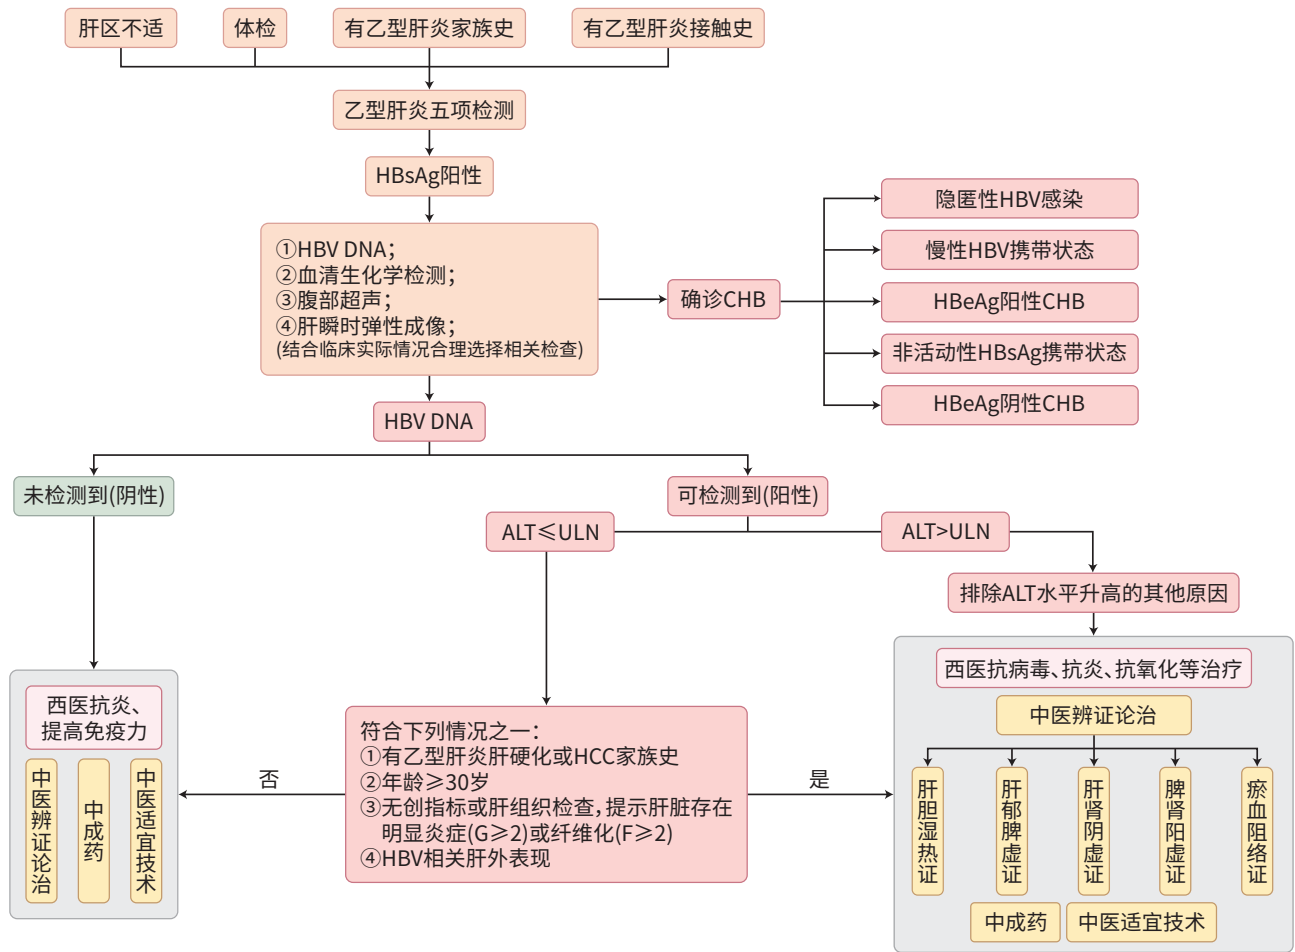 肝区不适
体检
有乙型肝炎家族史
有乙型肝炎接触史
乙型肝炎五项检测
HBsAg阳性
①HBV DNA；
②血清生化学检测；
③腹部超声；
④肝瞬时弹性成像；
(结合临床实际情况合理选择相关检查)
确诊CHB
隐匿性HBV感染
慢性HBV携带状态
HBeAg阳性CHB
非活动性HBsAg携带状态
HBeAg阴性CHB
HBV DNA
未检测到(阴性)
可检测到(阳性)
ALT≤ULN
ALT>ULN
排除ALT水平升高的其他原因
西医抗炎、
提高免疫力
中医辨证论治
中成药
中医适宜技术
否
符合下列情况之一：
①有乙型肝炎肝硬化或HCC家族史
②年龄≥30岁
③无创指标或肝组织检查，提示肝脏存在
明显炎症(G≥2)或纤维化(F≥2)
④HBV相关肝外表现
是
西医抗病毒、抗炎、抗氧化等治疗
中医辨证论治
肝胆湿热证
肝郁脾虚证
肝肾阴虚证
脾肾阳虚证
瘀血阻络证
中成药
中医适宜技术